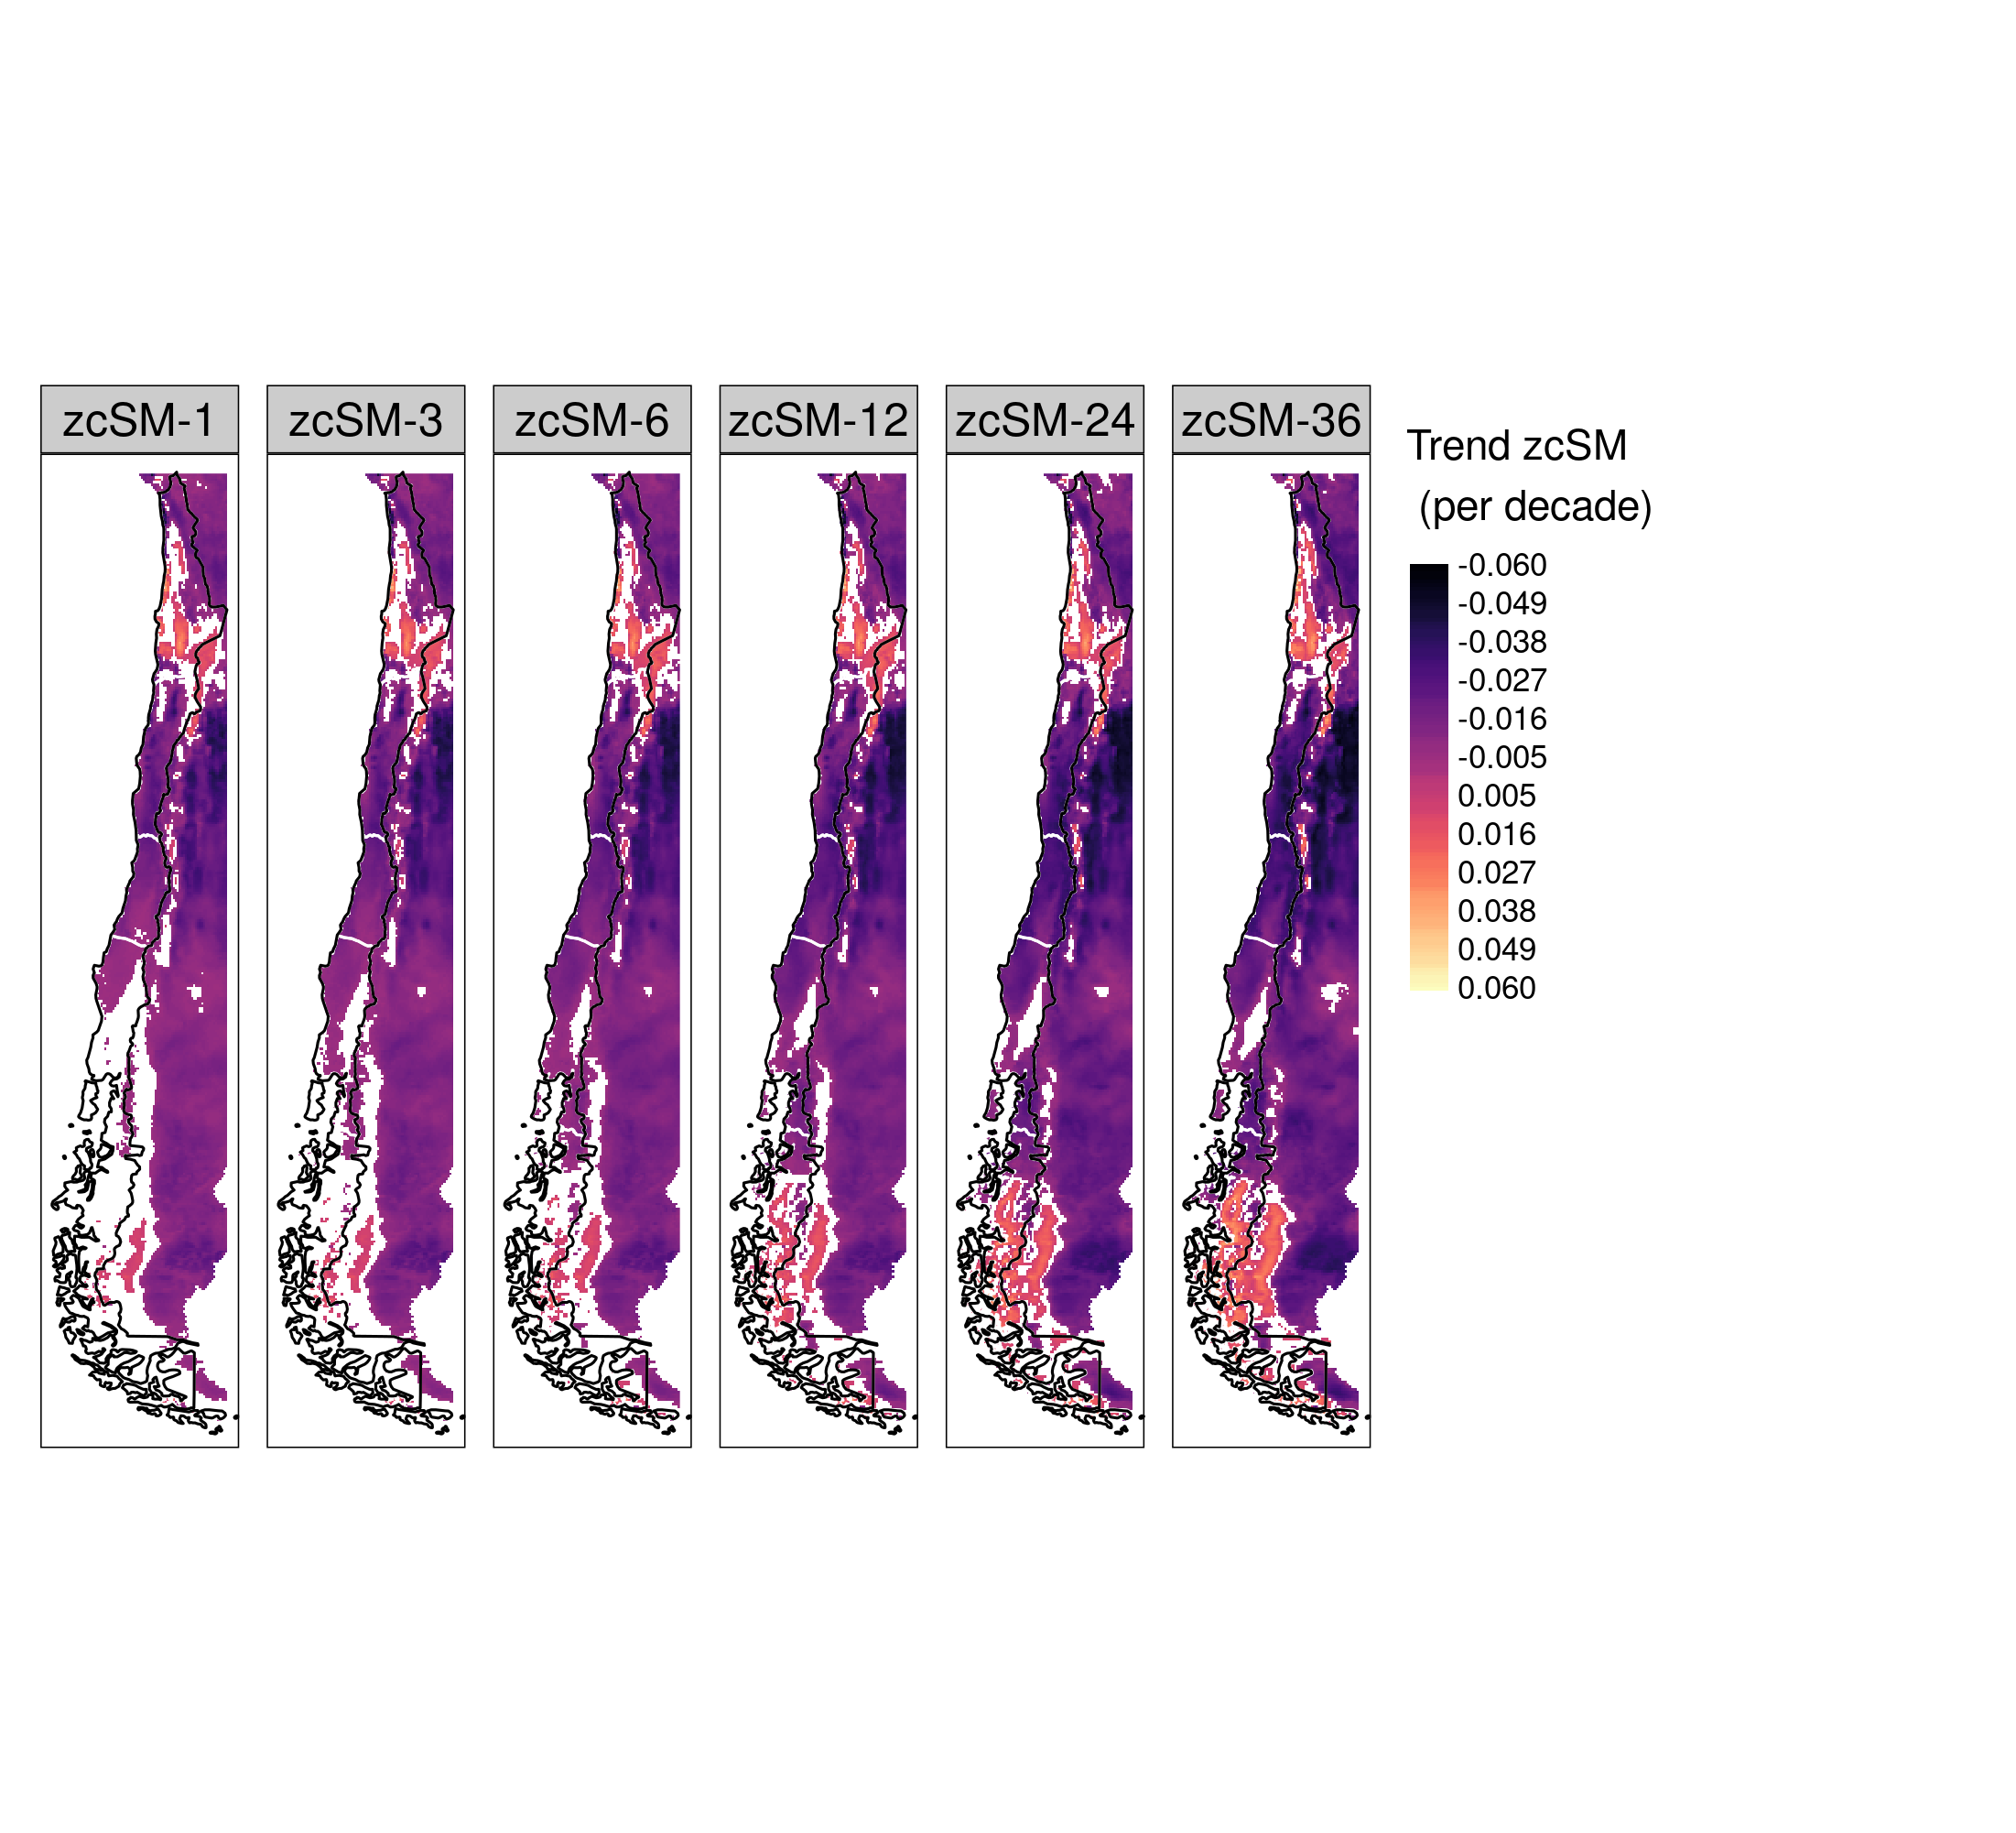 zcSM-1
zcSM-3
zcSM-6
zcSM-12
zcSM-24
zcSM-36
Trend zcSM
(per decade)
-0.060
-0.049
-0.038
-0.027
-0.016
-0.005
0.005
0.016
0.027
0.038
0.049
0.060